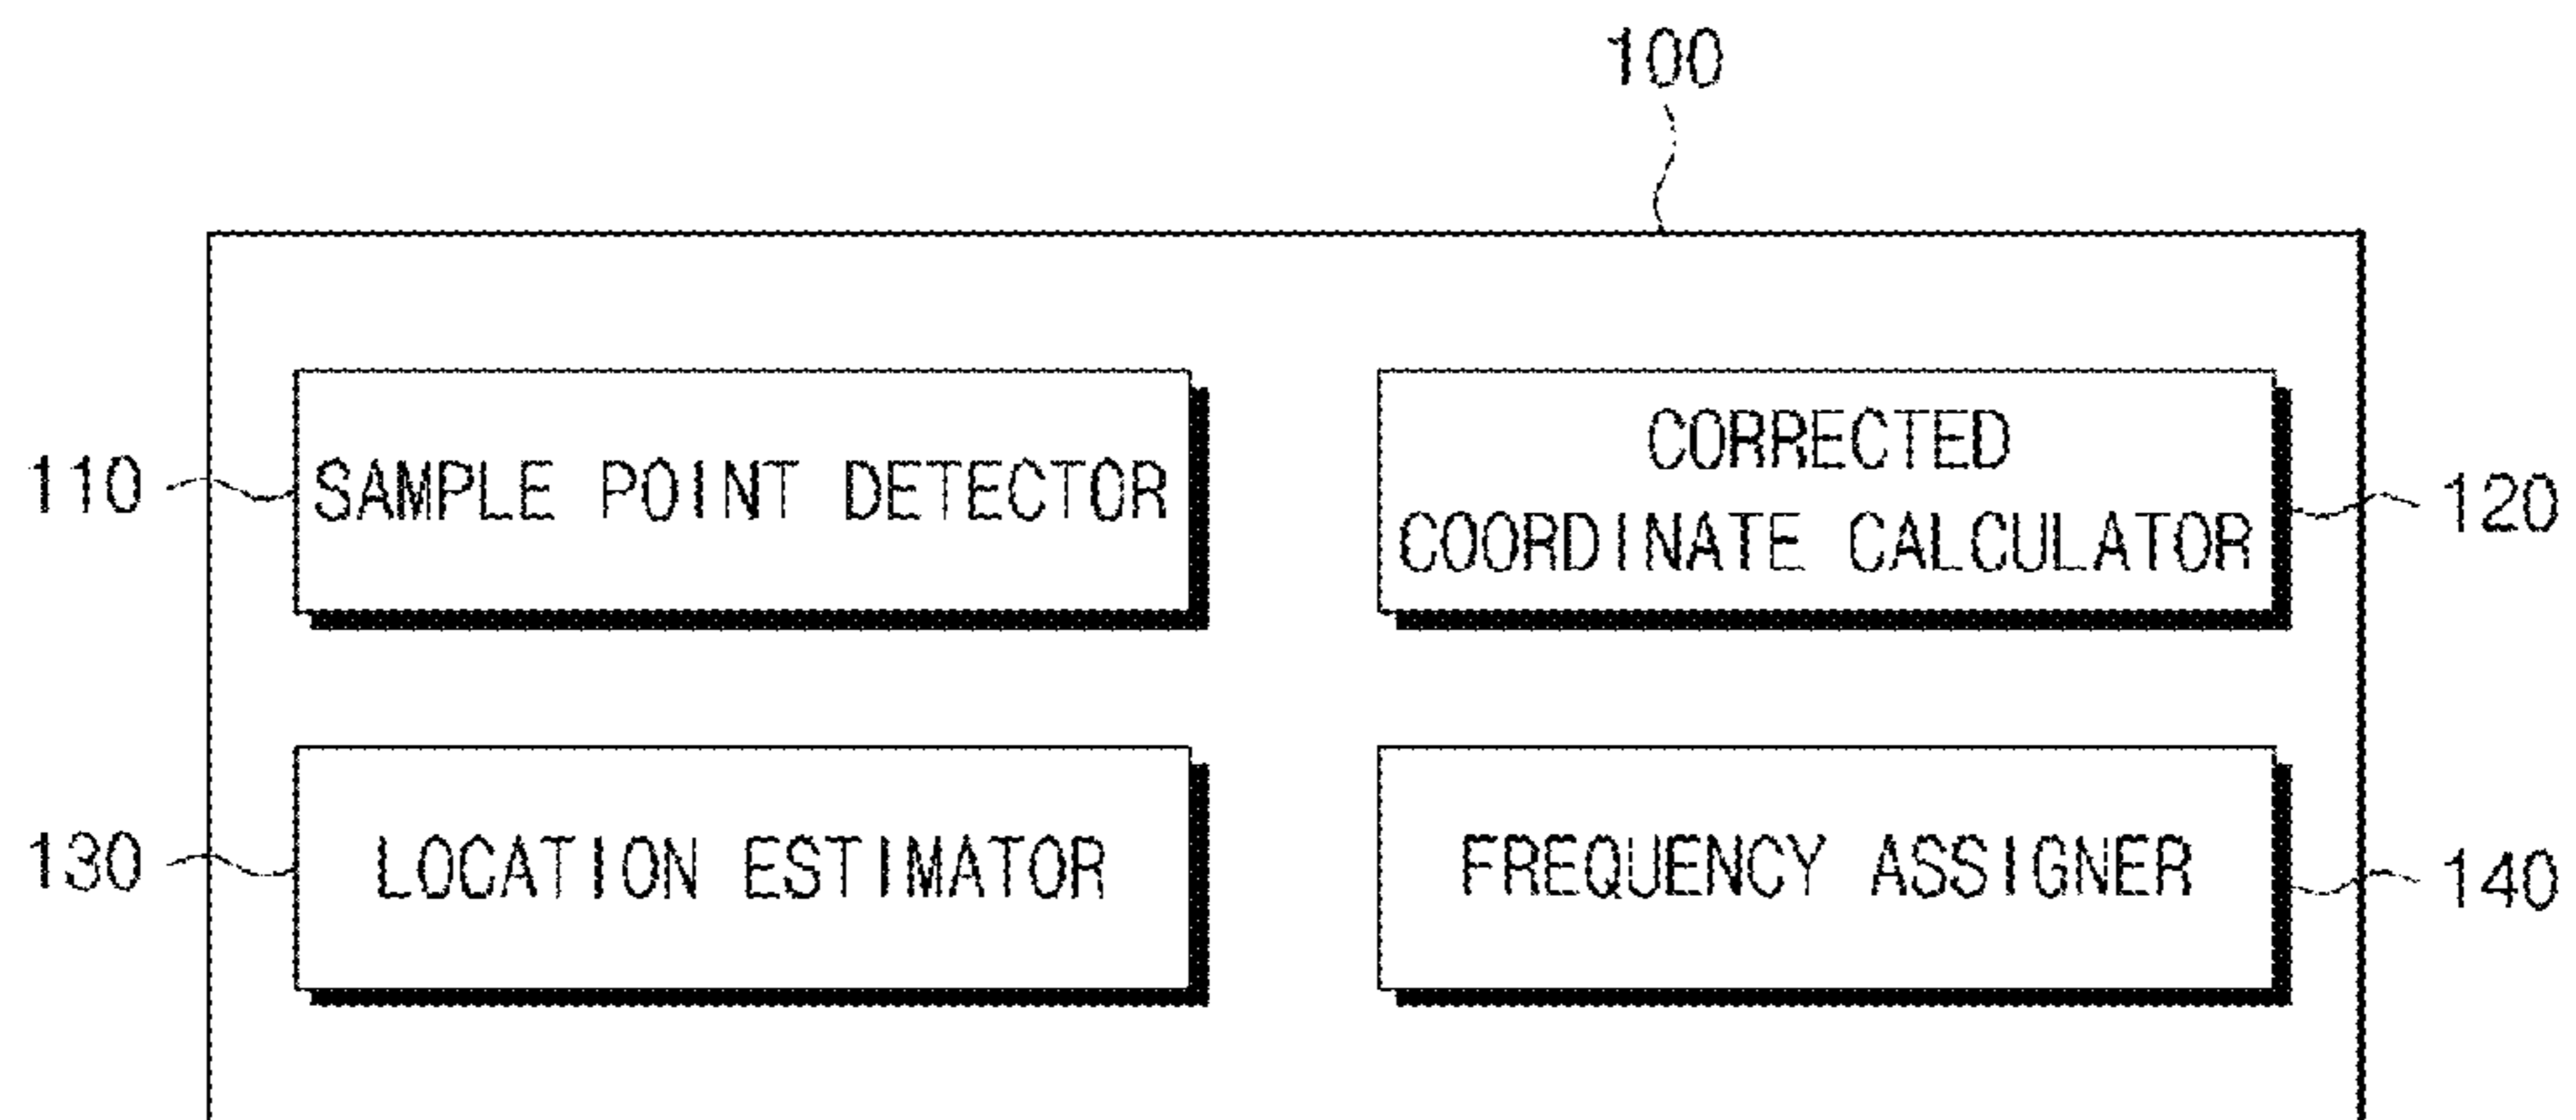 100
110
SAMPLE POINT DETECTOR
CORRECTED
COORDINATE CALCULATOR
120
130
LOCATION ESTIMATOR
FREQUENCY ASSIGNER
140